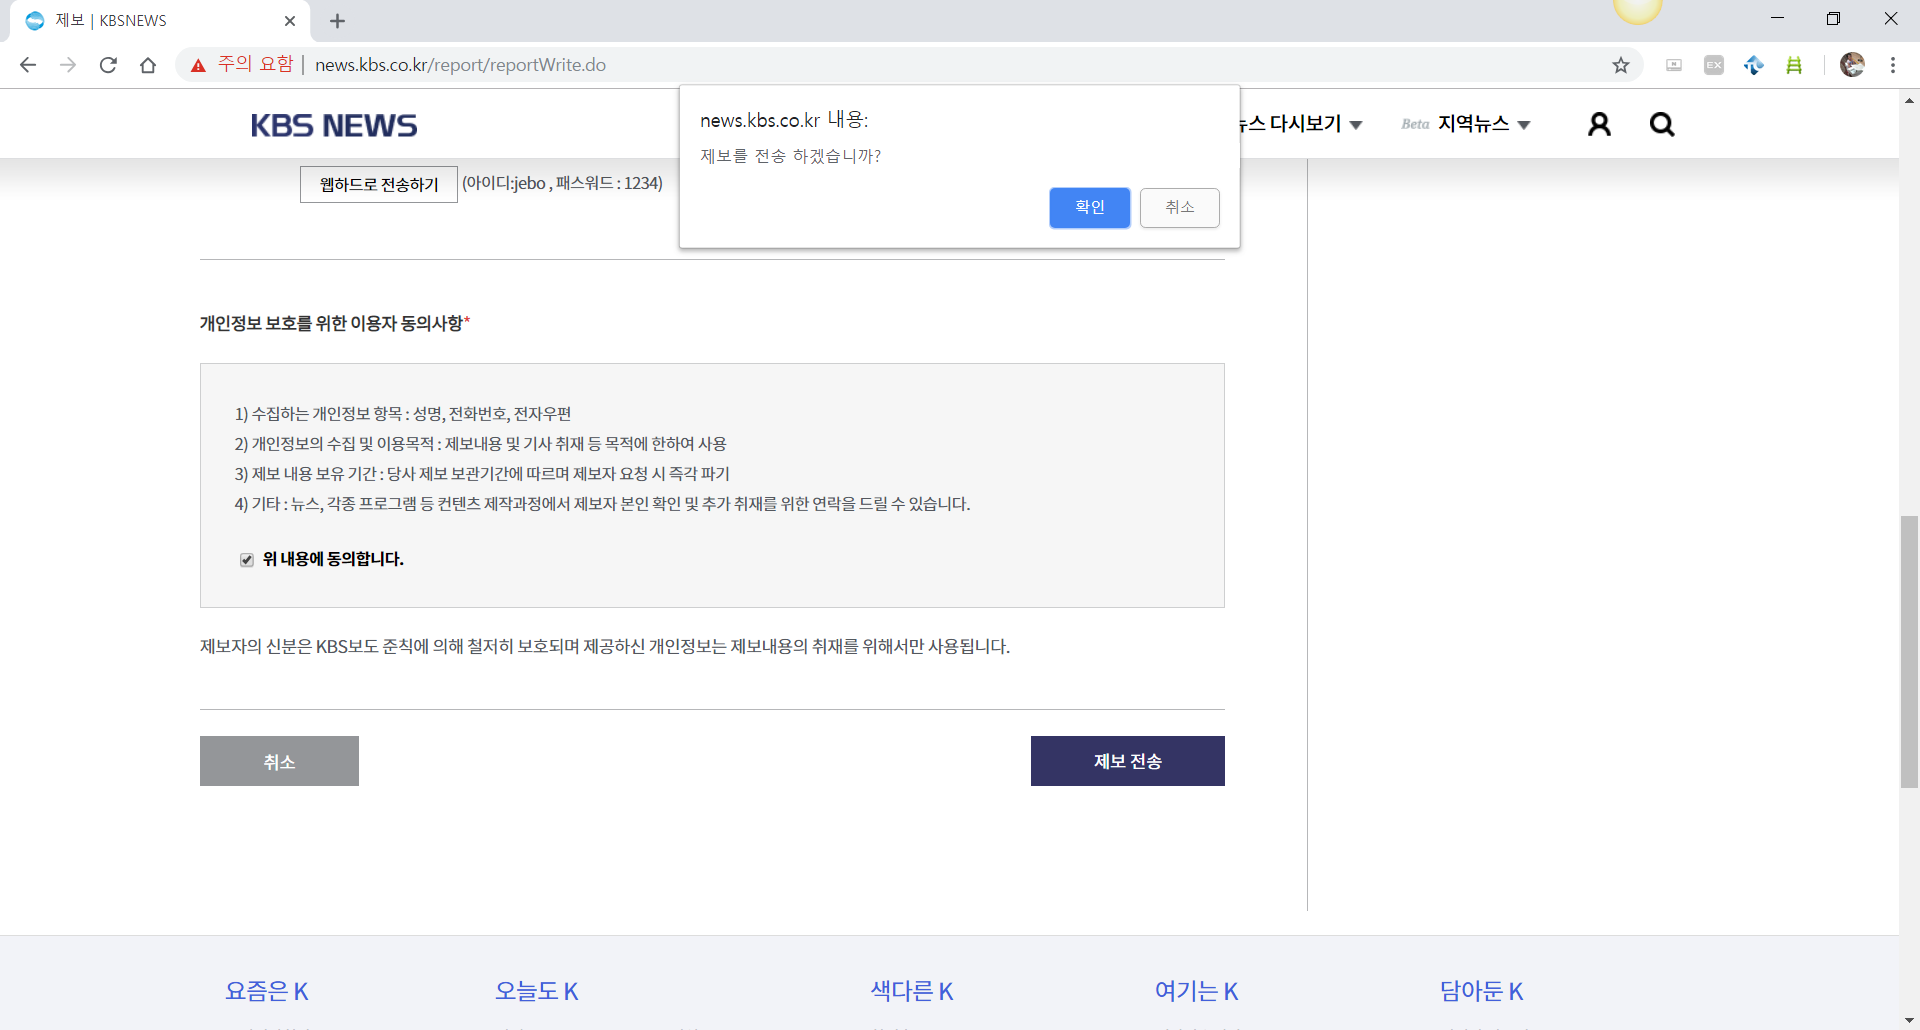 제보 | KBSNEWS
주의 요함 | news.kbs.co.kr/report/reportWrite.do
EX
news.kbs.co.kr 내용:
제보를 전송 하겠습니까?
확인
취소
KBS NEWS
스 다시보기
Beta 지역뉴스
웹하드로 전송하기 (아이디:jebo , 패스워드 : 1234)
개인정보 보호를 위한 이용자 동의사항*
1) 수집하는 개인정보 항목 : 성명, 전화번호, 전자우편
2) 개인정보의 수집 및 이용목적 : 제보내용 및 기사 취재 등 목적에 한하여 사용
3) 제보 내용 보유 기간 : 당사 제보 보관기간에 따르며 제보자 요청 시 즉각 파기
4) 기타 : 뉴스, 각종 프로그램 등 컨텐츠 제작과정에서 제보자 본인 확인 및 추가 취재를 위한 연락을 드릴 수 있습니다.
위 내용에 동의합니다.
제보자의 신분은 KBS보도 준칙에 의해 철저히 보호되며 제공하신 개인정보는 제보내용의 취재를 위해서만 사용됩니다.
취소
제보 전송
요즘은 K
오늘도 K
색다른 K
여기는 K
담아둔 K